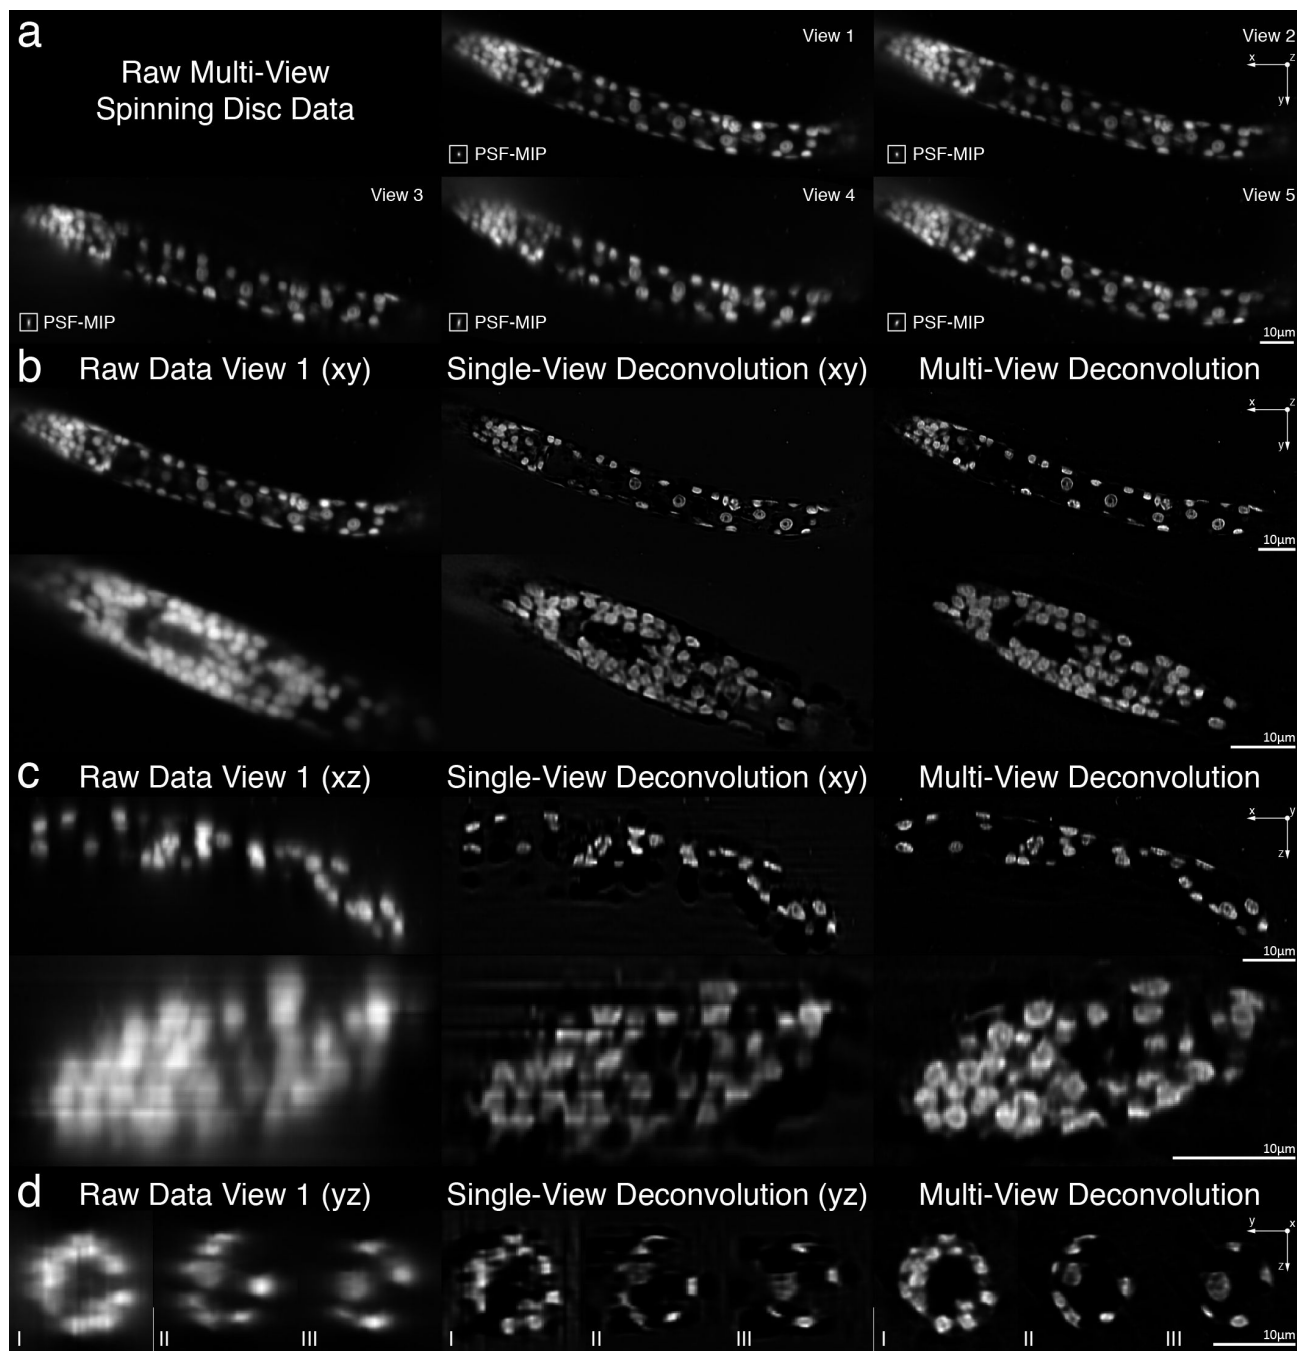 a
Raw Multi-View
Spinning Disc Data
View 1
View 2
x
z
y
PSF-MIP
PSF-MIP
View 3
View 4
View 5
PSF-MIP
PSF-MIP
PSF-MIP
10µm
b
Raw Data View 1 (xy)
Single-View Deconvolution (xy)
Multi-View Deconvolution
x
z
y
10µm
10µm
c
Raw Data View 1 (xz)
Single-View Deconvolution (xy)
Multi-View Deconvolution
x
y
z
10µm
10µm
d
Raw Data View 1 (yz)
Single-View Deconvolution (yz)
Multi-View Deconvolution
y
x
z
I
II
III
I
II
III
I
II
III
10µm